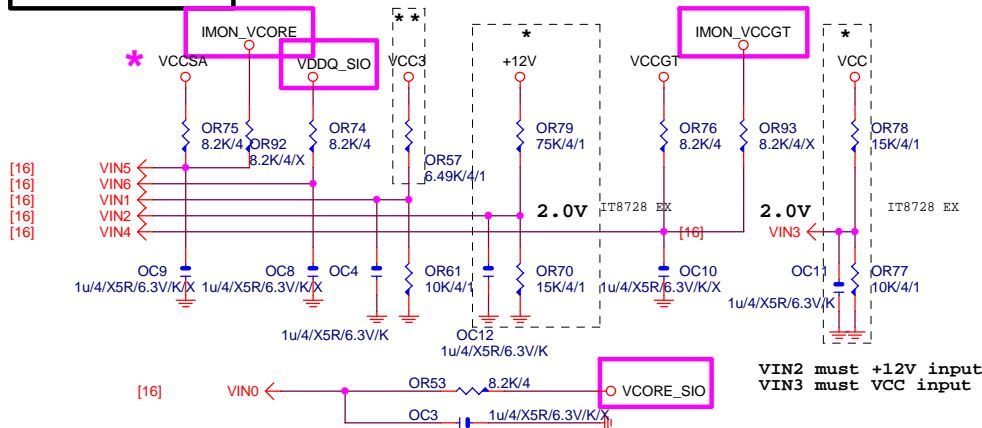 IMON_VCORE
**
IMON_VCCGT
*
*
* VCCSA
VDDQ_SIO
VCC3
+12V
VCCGT
VCC
OR75
8.2K/4
OR92
8.2K/4/X
OR74
8.2K/4
OR57
6.49K/4/1
OR79
75K/4/1
OR76
8.2K/4
OR93
8.2K/4/X
OR78
15K/4/1
[16] VIN5
[16] VIN6
[16] VIN1
[16] VIN2
[16] VIN4
2.0V
IT8728 EX
[16] VIN3
2.0V
IT8728 EX
OC9
1u/4/X5R/6.3V/K/X
OC8
1u/4/X5R/6.3V/K/X
OC4
1u/4/X5R/6.3V/K
OR61
10K/4/1
OC12
1u/4/X5R/6.3V/K
OR70
15K/4/1
OC10
1u/4/X5R/6.3V/K/X
OC11
1u/4/X5R/6.3V/K
OR77
10K/4/1
VIN2 must +12V input
VIN3 must VCC input
[16] VIN0
OR53
8.2K/4
VCORE_SIO
OC3
1u/4/X5R/6.3V/K/X